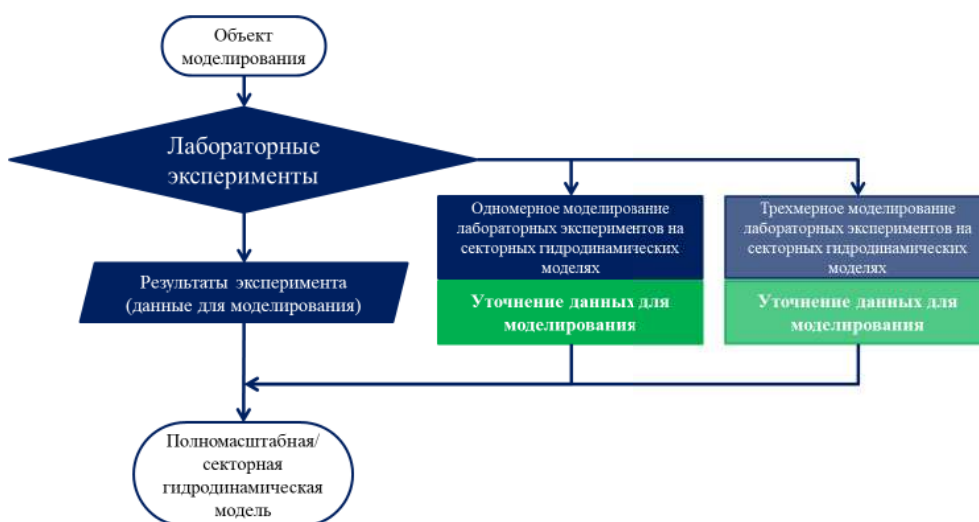 Объект
моделирования
Лабораторные
эксперименты
Одномерное моделирование
лабораторных экспериментов на
секторных гидродинамических
моделях
Трехмерное моделирование
лабораторных экспериментов на
секторных гидродинамических
моделях
Результаты эксперимента
(данные для моделирования)
Уточнение данных для
моделирования
Уточнение данных для
моделирования
Полномасштабная/
секторная
гидродинамическая
модель